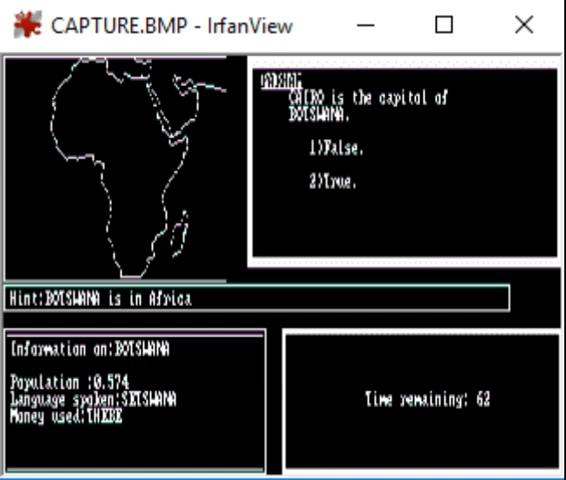 CAPTURE.BMP - IrfanView
CAIRO is the capital of
BOTSWANA.
1)False.
2)True.
Hint:BOTSWANA is in Africa
Information on:BOTSWANA
Population :0.574
Language spoken:SETSWANA
Money used:THEBE
Time remaining: 62